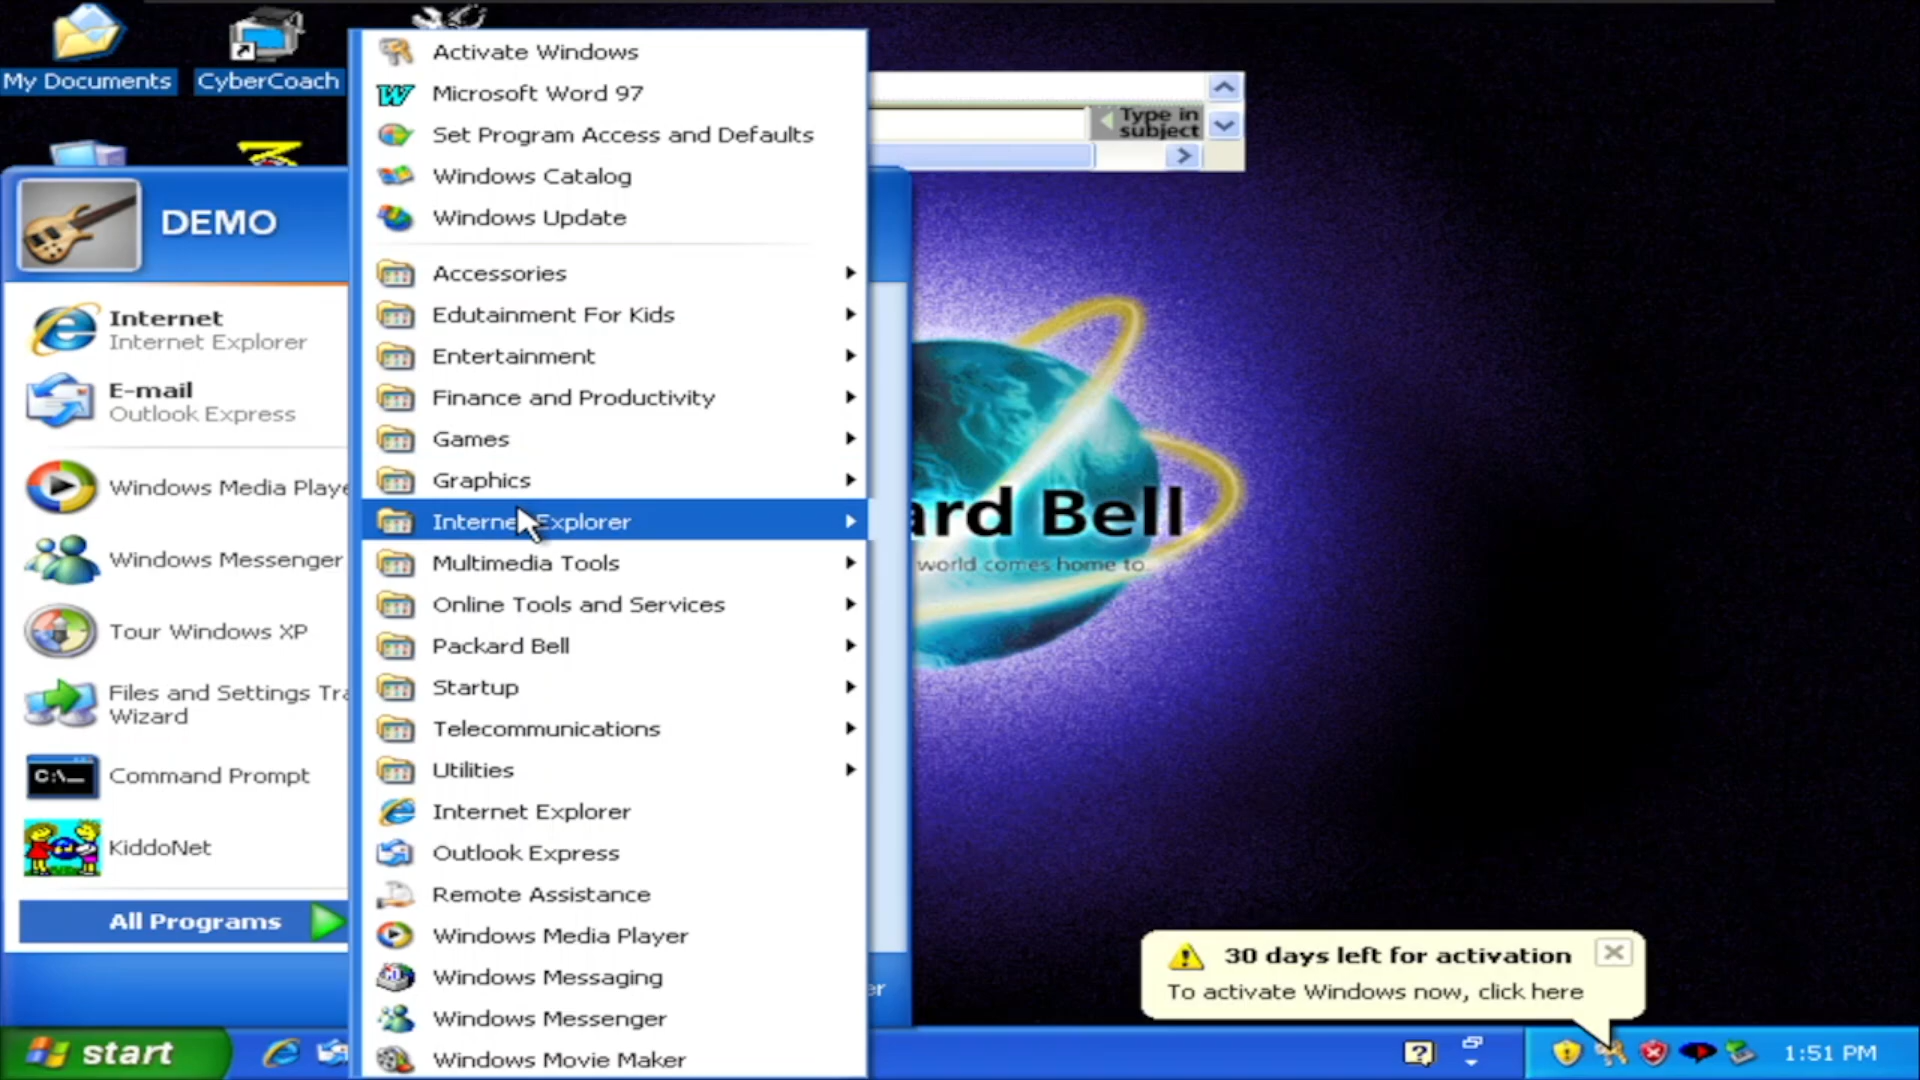 My Documents
CyberCoach
DEMO
Internet
Internet Explorer
E-mail
Outlook Express
Windows Media Playe
Windows Messenger
Tour Windows XP
Files and Settings Tra
Wizard
Command Prompt
KiddoNet
All Programs
start
Activate Windows
Microsoft Word 97
Set Program Access and Defaults
Windows Catalog
Windows Update
Accessories
Edutainment For Kids
Entertainment
Finance and Productivity
Games
Graphics
Internet Explorer
Multimedia Tools
Online Tools and Services
Packard Bell
Startup
Telecommunications
Utilities
Internet Explorer
Outlook Express
Remote Assistance
Windows Media Player
Windows Messaging
Windows Messenger
Windows Movie Maker
Type in
subject
ard Bell
world comes home to
er
30 days left for activation
To activate Windows now, click here
C:\_
1:51 PM